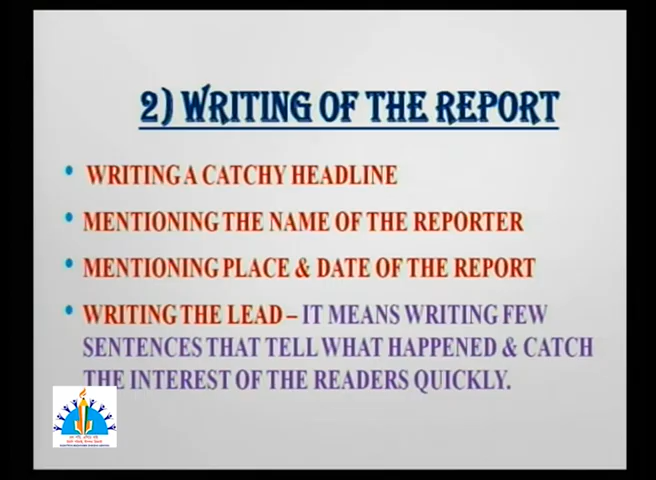 2) WRITING OF THE REPORT
• WRITING A CATCHY HEADLINE
• MENTIONING THE NAME OF THE REPORTER
• MENTIONING PLACE & DATE OF THE REPORT
• WRITING THE LEAD – IT MEANS WRITING FEW
SENTENCES THAT TELL WHAT HAPPENED & CATCH
THE INTEREST OF THE READERS QUICKLY.